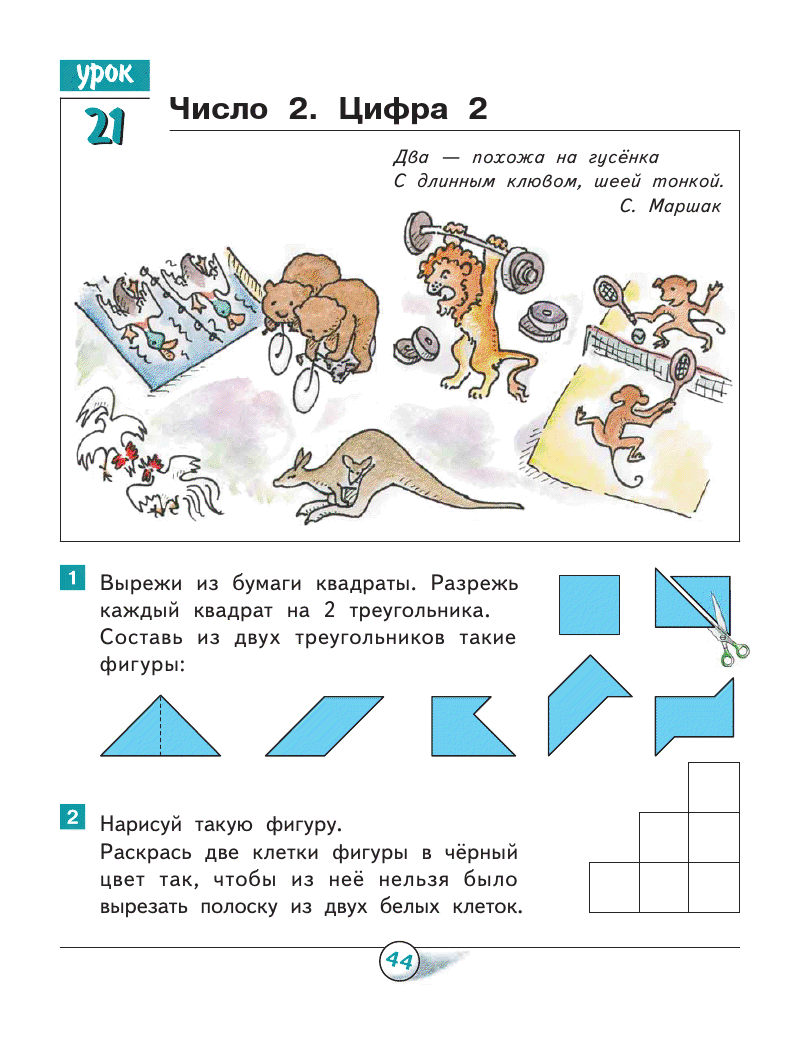 урок
21
Число 2. Цифра 2
Два — похожа на гусёнка
С длинным клювом, шеей тонкой.
С. Маршак
1
Вырежи из бумаги квадраты. Разрежь
каждый квадрат на 2 треугольника.
Составь из двух треугольников такие
фигуры:
2
Нарисуй такую фигуру.
Раскрась две клетки фигуры в чёрный
цвет так, чтобы из неё нельзя было
вырезать полоску из двух белых клеток.
44